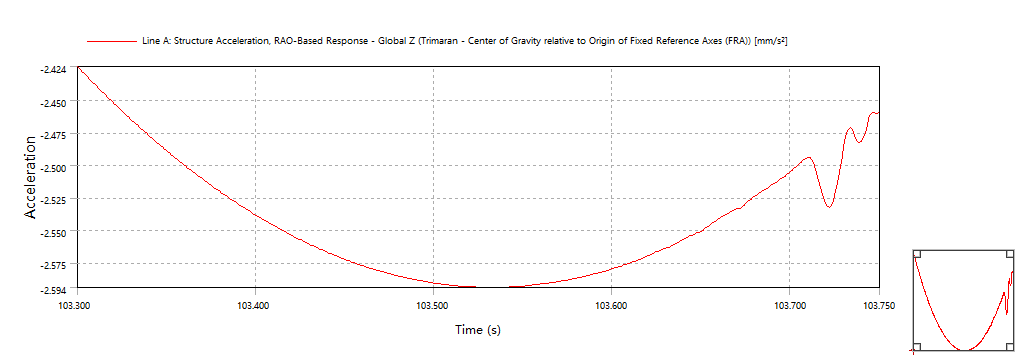 Line A: Structure Acceleration, RAO-Based Response - Global Z (Trimaran - Center of Gravity relative to Origin of Fixed Reference Axes (FRA)) [mm/s²]
-2.424
-2.450
-2.475
-2.500
-2.525
-2.550
-2.575
-2.594
Acceleration
103.300 103.400 103.500 103.600 103.700 103.750
Time (s)